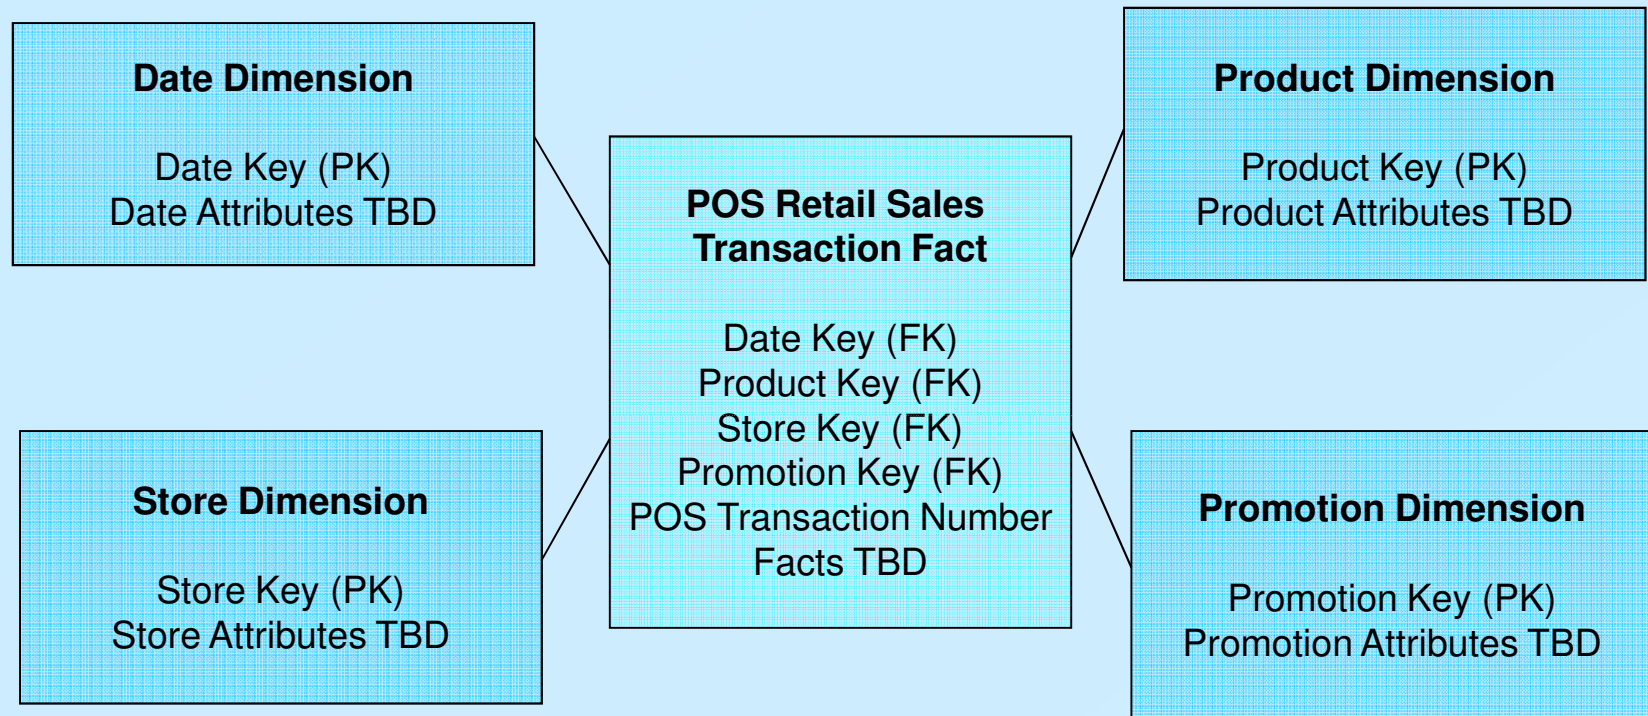 Date Dimension
Date Key (PK)
Date Attributes TBD
Product Dimension
Product Key (PK)
Product Attributes TBD
POS Retail Sales
Transaction Fact
Date Key (FK)
Product Key (FK)
Store Key (FK)
Promotion Key (FK)
POS Transaction Number
Facts TBD
Store Dimension
Store Key (PK)
Store Attributes TBD
Promotion Dimension
Promotion Key (PK)
Promotion Attributes TBD